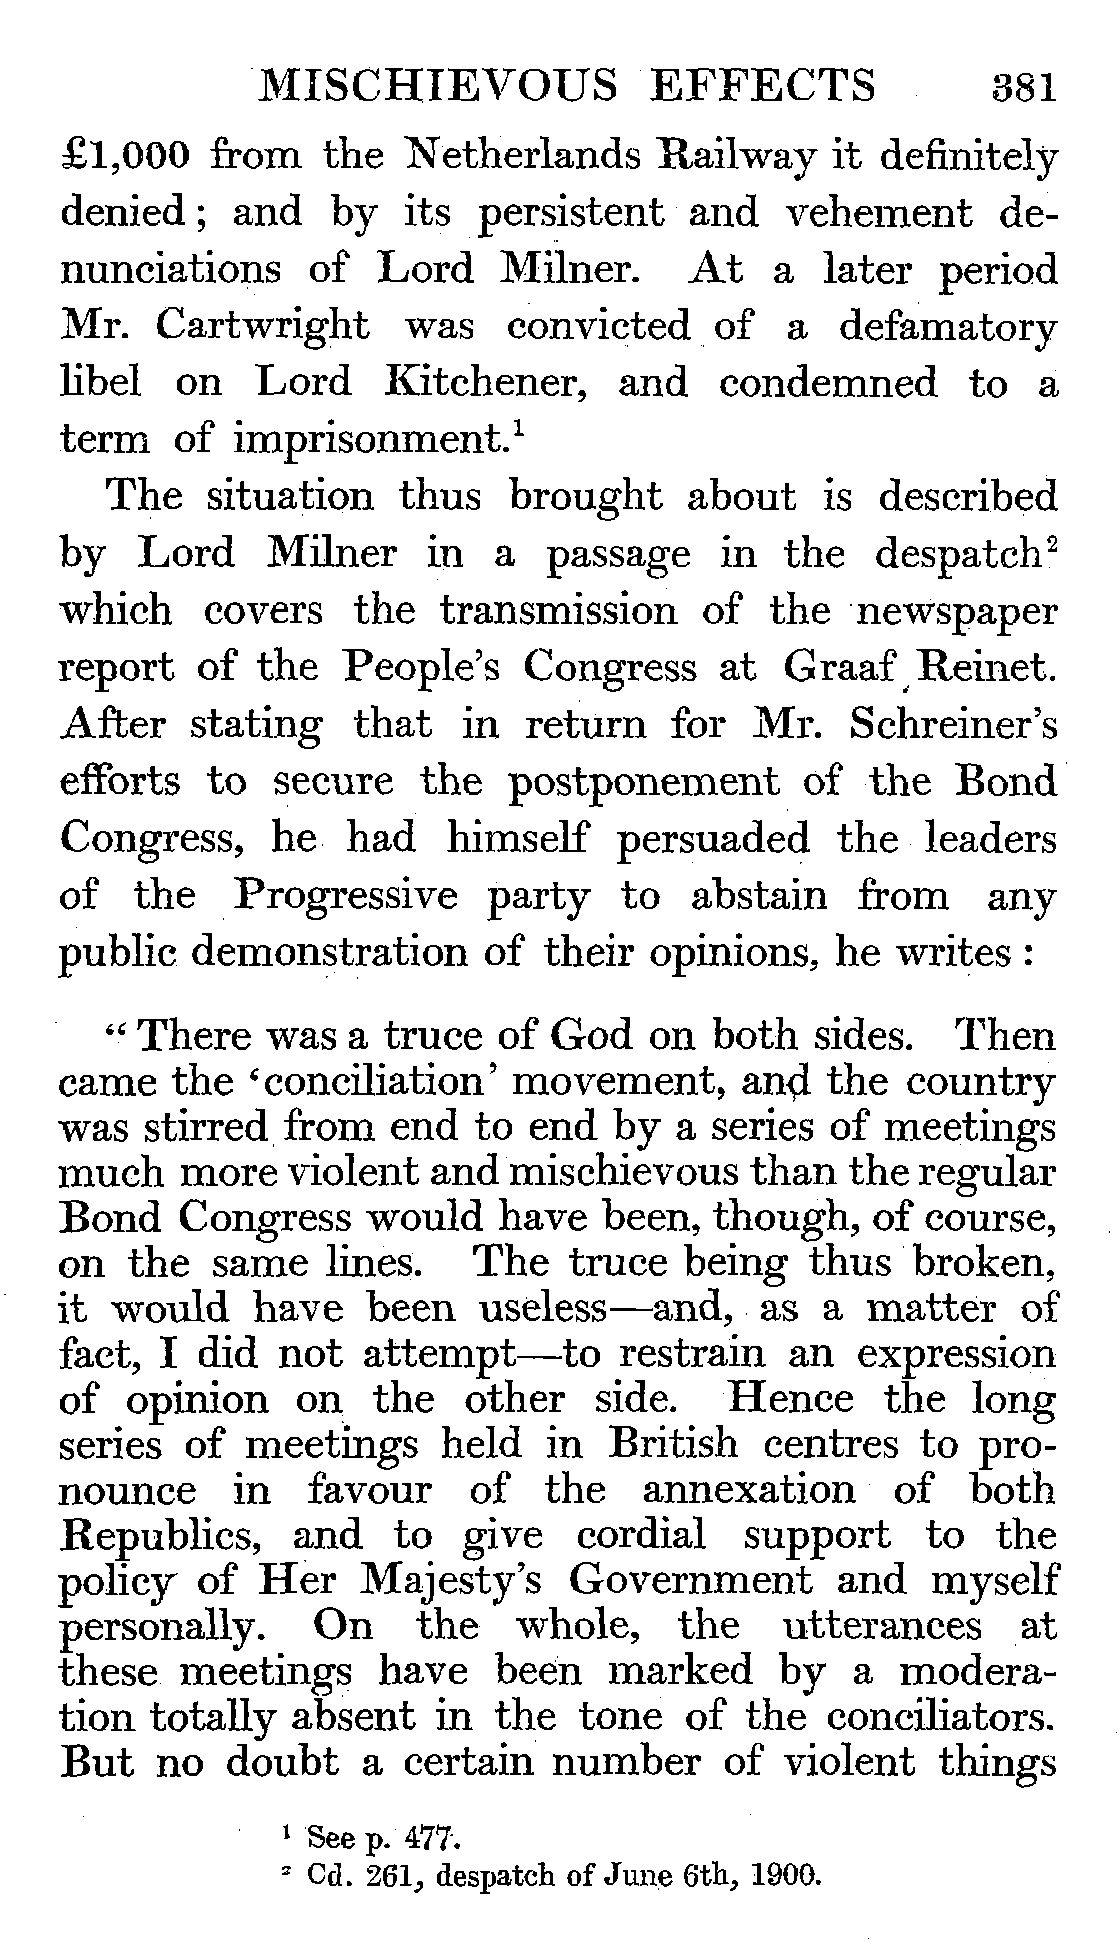 MISCHIEVOUS EFFECTS 381
£1,000 from the Netherlands Railway it definitely
denied; and by its persistent and vehement de-
nunciations of Lord Milner. At a later period
Mr. Cartwright was convicted of a defamatory
libel on Lord Kitchener, and condemned to a
term of imprisonment.¹
The situation thus brought about is described
by Lord Milner in a passage in the despatch²
which covers the transmission of the newspaper
report of the People's Congress at Graaf Reinet.
After stating that in return for Mr. Schreiner's
efforts to secure the postponement of the Bond
Congress, he had himself persuaded the leaders
of the Progressive party to abstain from any
public demonstration of their opinions, he writes:
"There was a truce of God on both sides. Then
came the 'conciliation' movement, and the country
was stirred from end to end by a series of meetings
much more violent and mischievous than the regular
Bond Congress would have been, though, of course,
on the same lines. The truce being thus broken,
it would have been useless—and, as a matter of
fact, I did not attempt—to restrain an expression
of opinion on the other side. Hence the long
series of meetings held in British centres to pro-
nounce in favour of the annexation of both
Republics, and to give cordial support to the
policy of Her Majesty's Government and myself
personally. On the whole, the utterances at
these meetings have been marked by a modera-
tion totally absent in the tone of the conciliators.
But no doubt a certain number of violent things
¹ See p. 477.
² Cd. 261, despatch of June 6th, 1900.